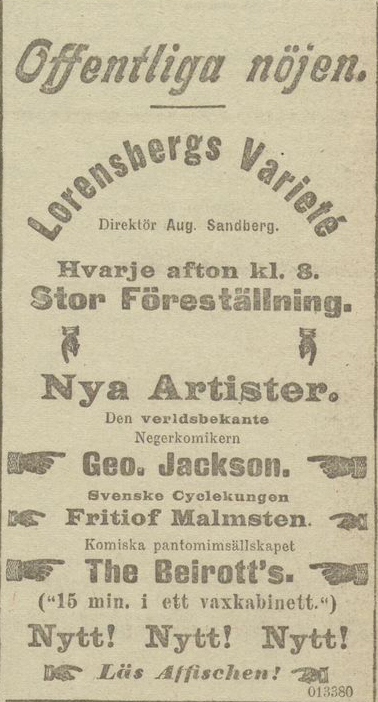 Offentliga nöjen.
Lorensbergs Varieté
Direktör Aug. Sandberg.
Hvarje afton kl. 8.
Stor Föreställning.
Nya Artister.
Den verldsbekante
Negerkomikern
Geo. Jackson.
Svenske Cyclekungen
Fritiof Malmsten.
Komiska pantomimsällskapet
The Beirott's.
("15 min. i ett vaxkabinett.")
Nytt! Nytt! Nytt!
Läs Affischen!
013380